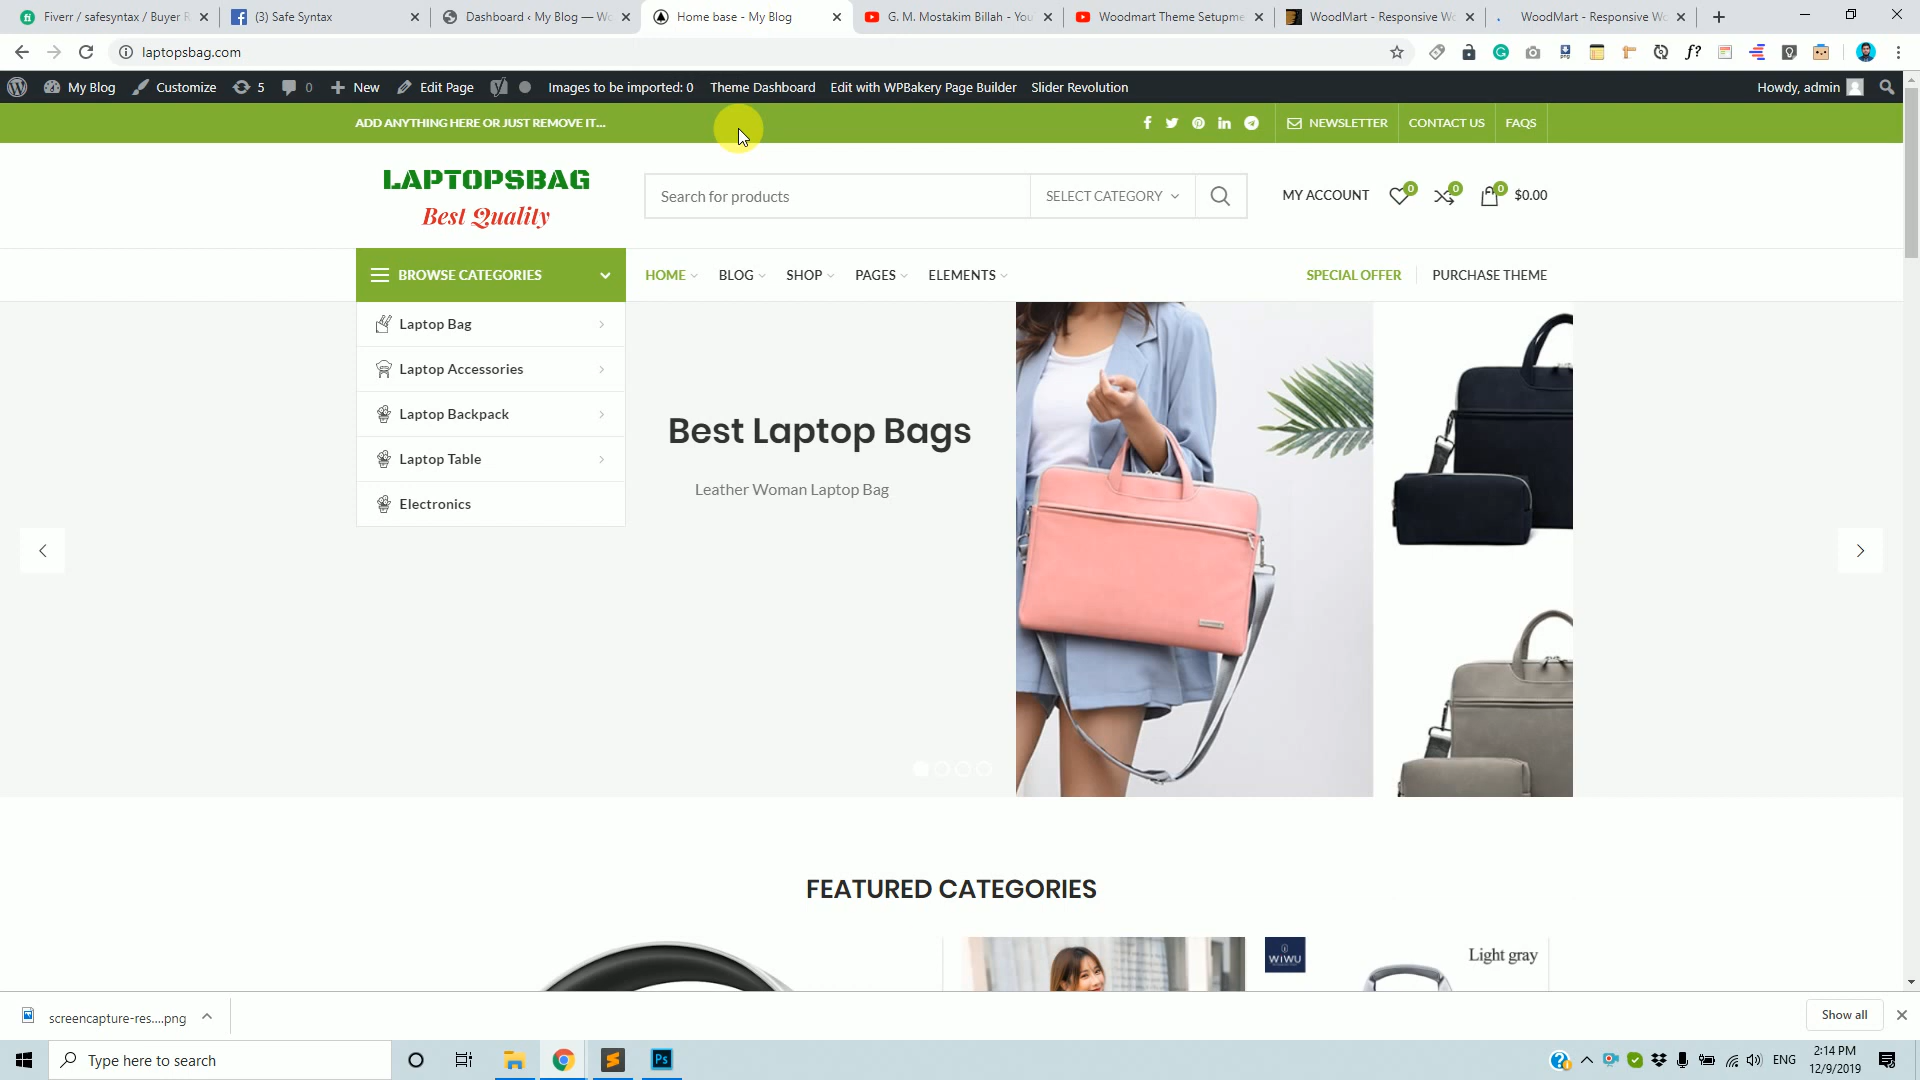 Fiverr / safesyntax / Buyer R
(3) Safe Syntax
Dashboard ‹ My Blog — Wo
Home base - My Blog
G. M. Mostakim Billah - You
Woodmart Theme Setupme
WoodMart - Responsive Wo
WoodMart - Responsive Wo
laptopsbag.com
My Blog
Customize
5
0
New
Edit Page
Images to be imported: 0
Theme Dashboard
Edit with WPBakery Page Builder
Slider Revolution
Howdy, admin
ADD ANYTHING HERE OR JUST REMOVE IT...
NEWSLETTER
CONTACT US
FAQS
LAPTOPSBAG
Best Quality
Search for products
SELECT CATEGORY
MY ACCOUNT
0
0
0
$0.00
BROWSE CATEGORIES
HOME
BLOG
SHOP
PAGES
ELEMENTS
SPECIAL OFFER
PURCHASE THEME
Laptop Bag
Laptop Accessories
Laptop Backpack
Laptop Table
Electronics
Best Laptop Bags
Leather Woman Laptop Bag
FEATURED CATEGORIES
WIWU
Light gray
screencapture-res....png
Show all
Type here to search
Ps
ENG
2:14 PM
12/9/2019